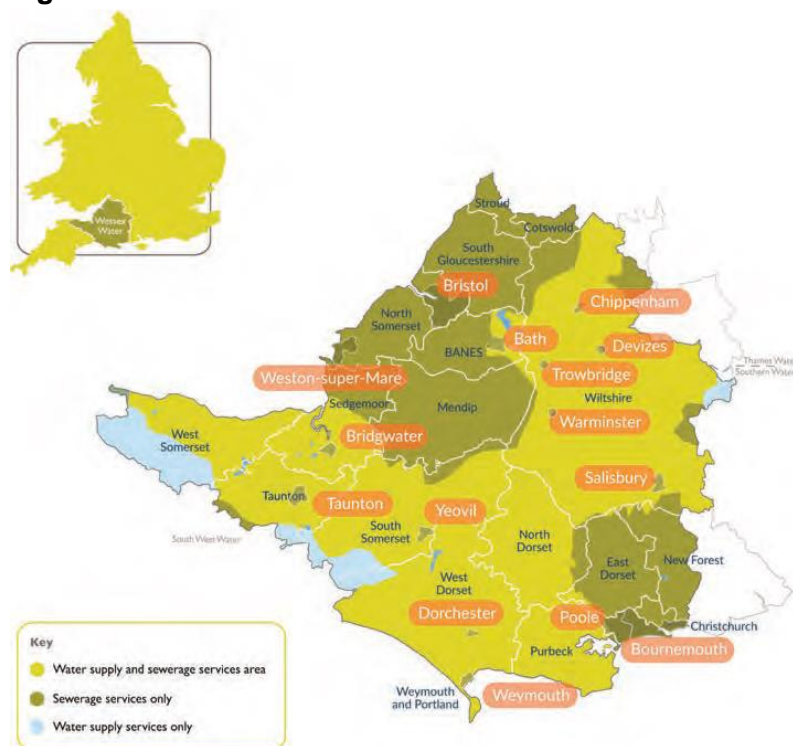 Wessex
Water
Stroud
Cotswold
South
Gloucestershire
Bristol
Chippenham
North
Somerset
Bath
BANES
Devizes
Thames Water
Southern Water
Trowbridge
Weston-super-Mare
Wiltshire
Sedgemoor
Mendip
Warminster
West
Somerset
Bridgwater
Salisbury
Taunton
Taunton
Yeovil
South
Somerset
North
Dorset
South West Water
East
Dorset
New Forest
West
Dorset
Dorchester
Poole
Christchurch
Purbeck
Bournemouth
Weymouth
and Portland
Weymouth
Key
Water supply and sewerage services area
Sewerage services only
Water supply services only